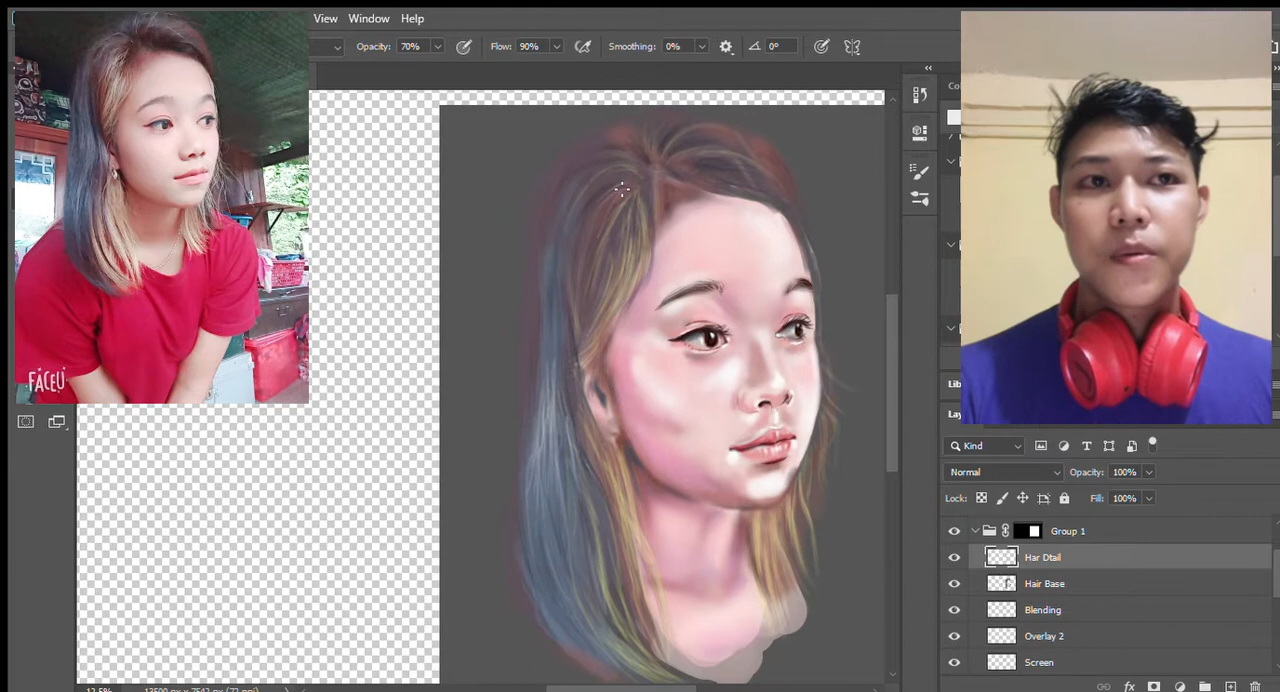 View Window Help
Opacity: 70% Flow: 90% Smoothing: 0% 0°
FACEU
Kind
Normal Opacity: 100%
Lock: Fill: 100%
Group 1
Har Dtail
Hair Base
Blending
Overlay 2
Screen
fx